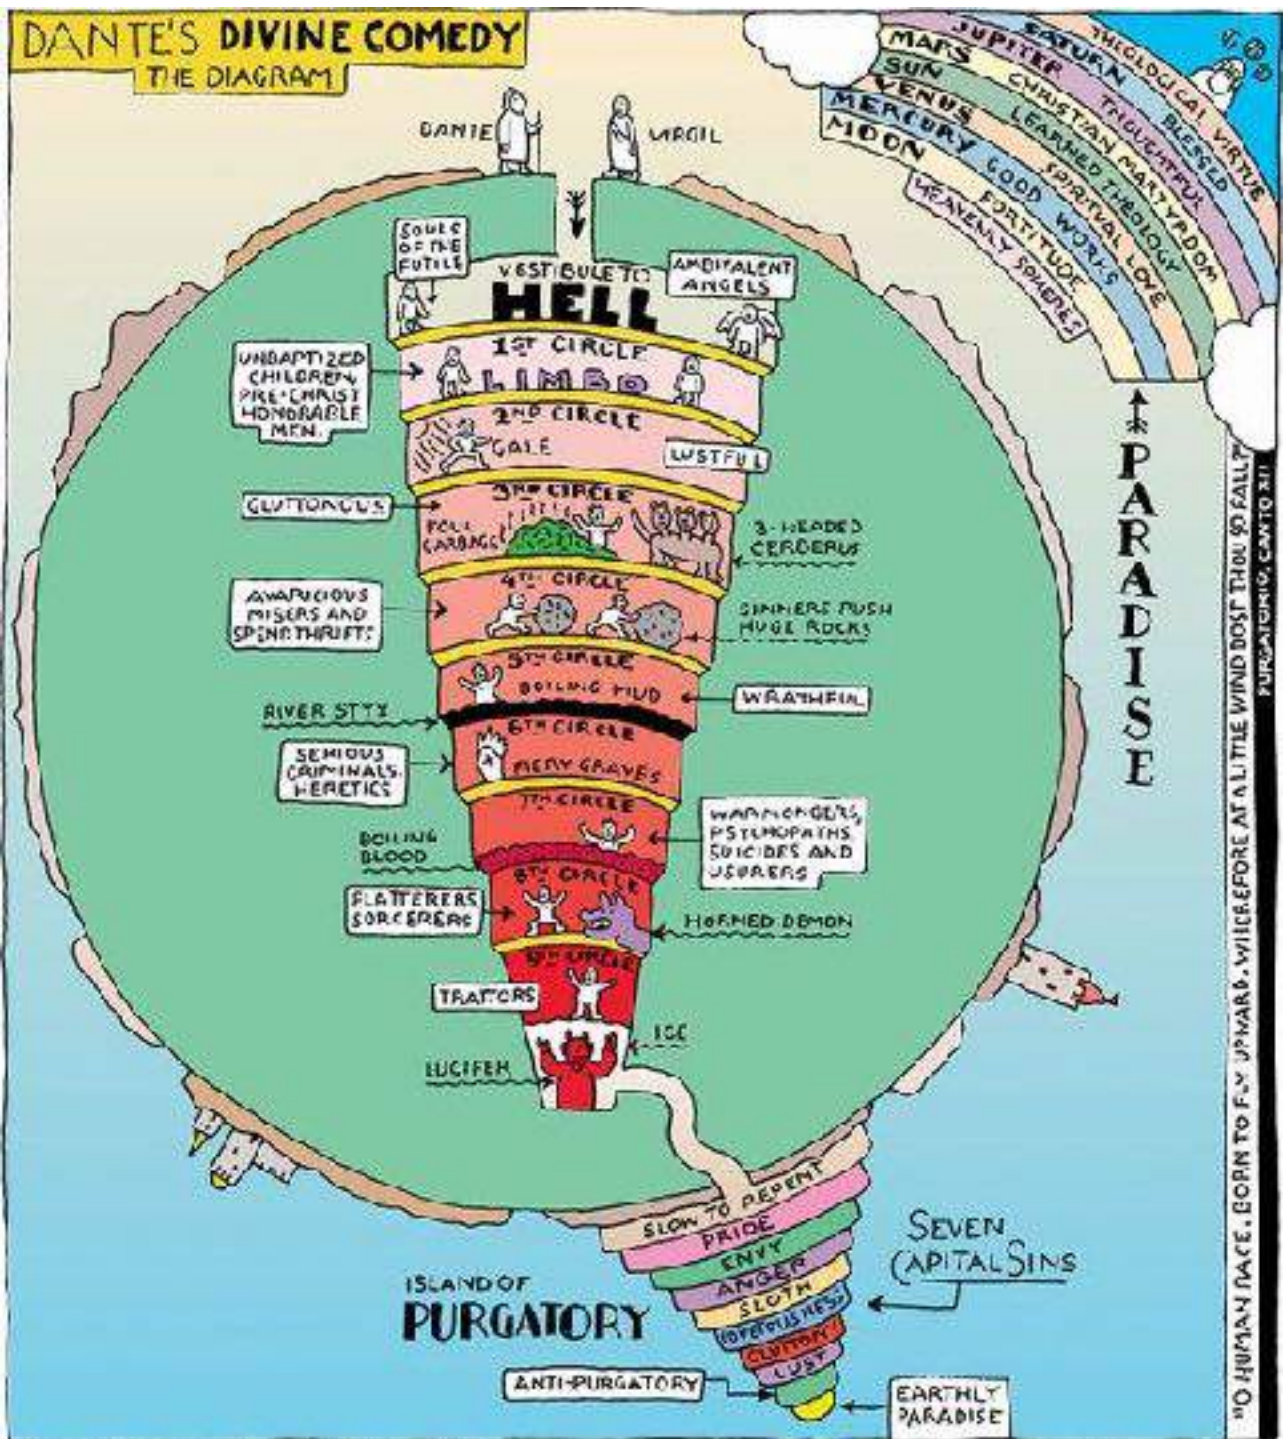 DANTE'S DIVINE COMEDY
THE DIAGRAM
DANTE
VIRGIL
THEOLOGICAL VIRTUE
SATURN BLESSED
JUPITER THOUGHTFUL
MARS CHRISTIAN MARTYRDOM
SUN LEARNED THEOLOGY
VENUS SPIRITUAL LOVE
MERCURY GOOD WORKS
MOON FORTITUDE
HEAVENLY SPHERES
PARADISE
SOULS
OF THE
FUTILE
VESTIBULE TO
HELL
AMBIVALENT
ANGELS
1ST CIRCLE
LIMBO
UNBAPTIZED
CHILDREN,
PRE-CHRIST
HONORABLE
MEN.
2ND CIRCLE
GALE
LUSTFUL
3RD CIRCLE
GLUTTONOUS
FOUL
GARBAGE
3-HEADED
CERBERUS
4TH CIRCLE
AVARICIOUS
MISERS AND
SPENDTHRIFTS
SINNERS PUSH
HUGE ROCKS
5TH CIRCLE
BOILING MUD
WRATHFUL
RIVER STYX
6TH CIRCLE
SERIOUS
CRIMINALS.
HERETICS
FIERY GRAVES
7TH CIRCLE
WARMONGERS,
PSYCHOPATHS
SUICIDES AND
USURERS
BOILING
BLOOD
8TH CIRCLE
FLATTERERS
SORCERERS
HORNED DEMON
9TH CIRCLE
TRAITORS
ICE
LUCIFER
SLOW TO REPENT
PRIDE
ENVY
ANGER
SLOTH
GLUTTONY
LUST
SEVEN
CAPITAL SINS
ISLAND OF
PURGATORY
ANTI-PURGATORY
EARTHLY
PARADISE
"O HUMAN RACE, BORN TO FLY UPWARD, WHEREFORE AT A LITTLE WIND DOST THOU SO FALL?"
PURGATORIO, CANTO XII